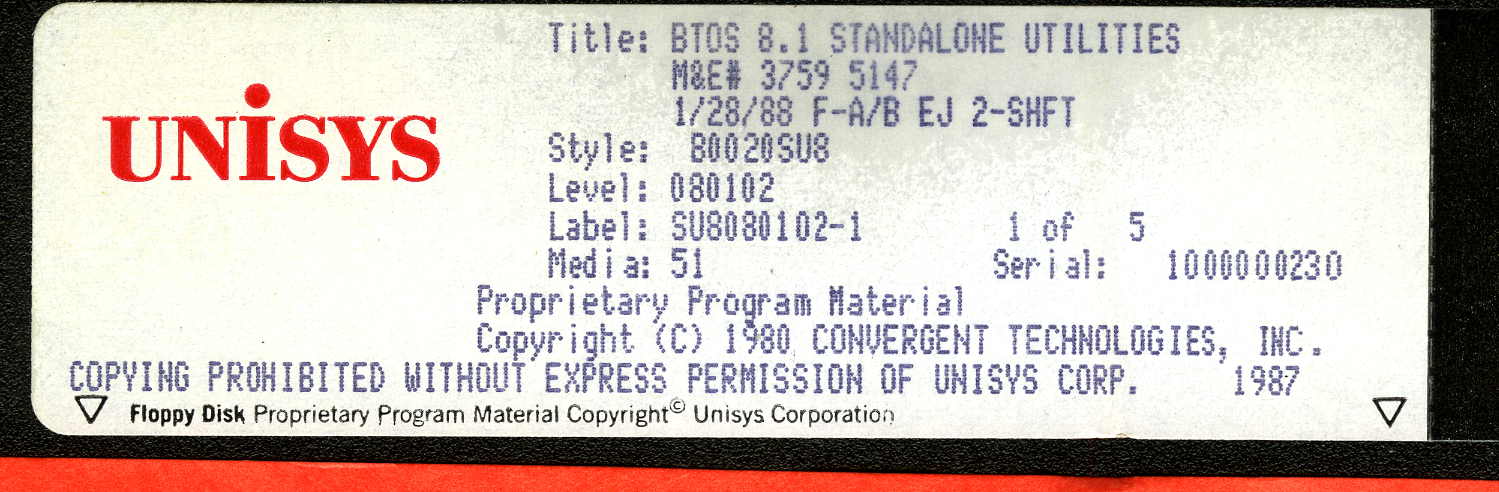 UNISYS
Title: BTOS 8.1 STANDALONE UTILITIES
M&E# 3759 5147
1/28/88 F-A/B EJ 2-SHFT
Style: B0020SU8
Level: 080102
Label: SU8080102-1 1 of 5
Media: 51 Serial: 1000000230
Proprietary Program Material
Copyright (C) 1980 CONVERGENT TECHNOLOGIES, INC.
COPYING PROHIBITED WITHOUT EXPRESS PERMISSION OF UNISYS CORP. 1987
Floppy Disk Proprietary Program Material Copyright© Unisys Corporation